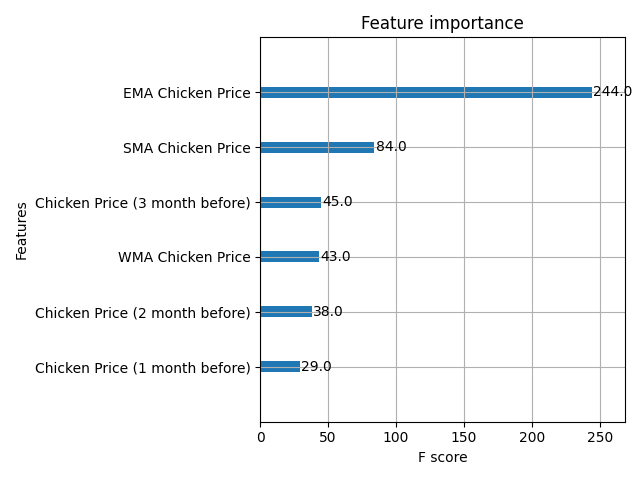 Feature importance
Features
EMA Chicken Price
244.0
SMA Chicken Price
84.0
Chicken Price (3 month before)
45.0
WMA Chicken Price
43.0
Chicken Price (2 month before)
38.0
Chicken Price (1 month before)
29.0
0 50 100 150 200 250
F score